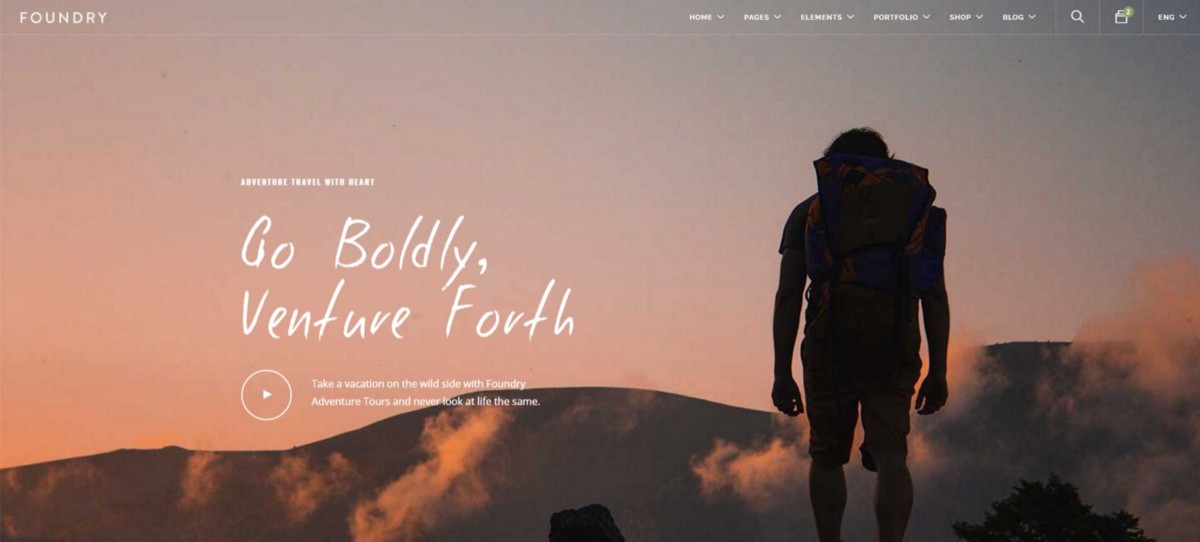 FOUNDRY
HOME
PAGES
ELEMENTS
PORTFOLIO
SHOP
BLOG
2
ENG
ADVENTURE TRAVEL WITH HEART
Go Boldly,
Venture Forth
Take a vacation on the wild side with Foundry
Adventure Tours and never look at life the same.